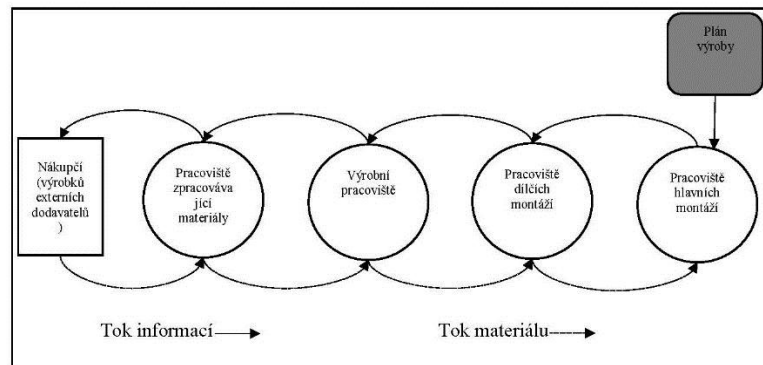 Plán
výroby
Nákupčí
(výrobků
externích
dodavatelů
)
Pracoviště
zpracováva
jící
materiály
Výrobní
pracoviště
Pracoviště
dílčích
montáží
Pracoviště
hlavních
montáží
Tok informací
Tok materiálu